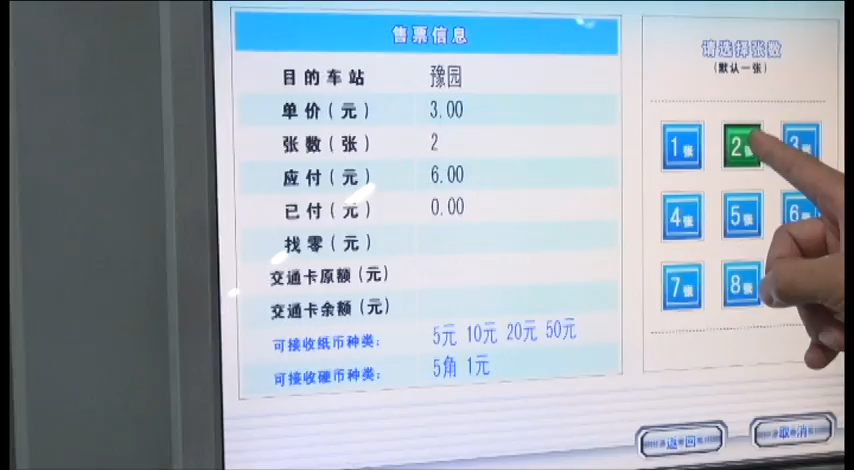 售票信息
目的车站 豫园
单价(元) 3.00
张数(张) 2
应付(元) 6.00
已付(元) 0.00
找零(元)
交通卡原额(元)
交通卡余额(元)
可接收纸币种类: 5元 10元 20元 50元
可接收硬币种类: 5角 1元
请选择张数
(默认一张)
1张 2张 3张
4张 5张 6张
7张 8张
返回 取消